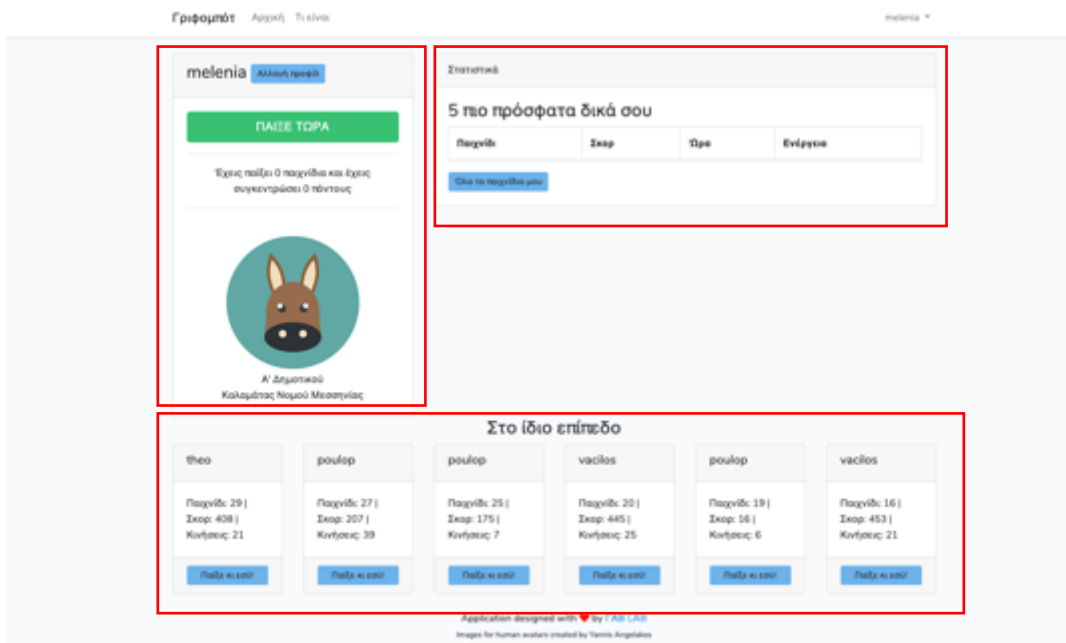 Γριφομπότ Αρχική Τι είναι melenia
melenia Αλλαγή προφίλ
ΠΑΙΞΕ ΤΩΡΑ
Έχεις παίξει 0 παιχνίδια και έχεις
συγκεντρώσει 0 πόντους
Α' Δημοτικού
Καλαμάτας Νομού Μεσσηνίας
Στατιστικά
5 πιο πρόσφατα δικά σου
Παιχνίδι Σκορ Ώρα Ενέργεια
Όλα τα παιχνίδια μου
Στο ίδιο επίπεδο
theo
Παιχνίδι: 29 |
Σκορ: 408 |
Κινήσεις: 21
Παίξε κι εσύ!
poulop
Παιχνίδι: 27 |
Σκορ: 207 |
Κινήσεις: 39
Παίξε κι εσύ!
poulop
Παιχνίδι: 25 |
Σκορ: 175 |
Κινήσεις: 7
Παίξε κι εσύ!
vacilos
Παιχνίδι: 20 |
Σκορ: 445 |
Κινήσεις: 25
Παίξε κι εσύ!
poulop
Παιχνίδι: 19 |
Σκορ: 16 |
Κινήσεις: 6
Παίξε κι εσύ!
vacilos
Παιχνίδι: 16 |
Σκορ: 453 |
Κινήσεις: 21
Παίξε κι εσύ!
Application designed with ❤ by ΓΑΒ LAB
Images for human avatars created by Yannis Angelakos